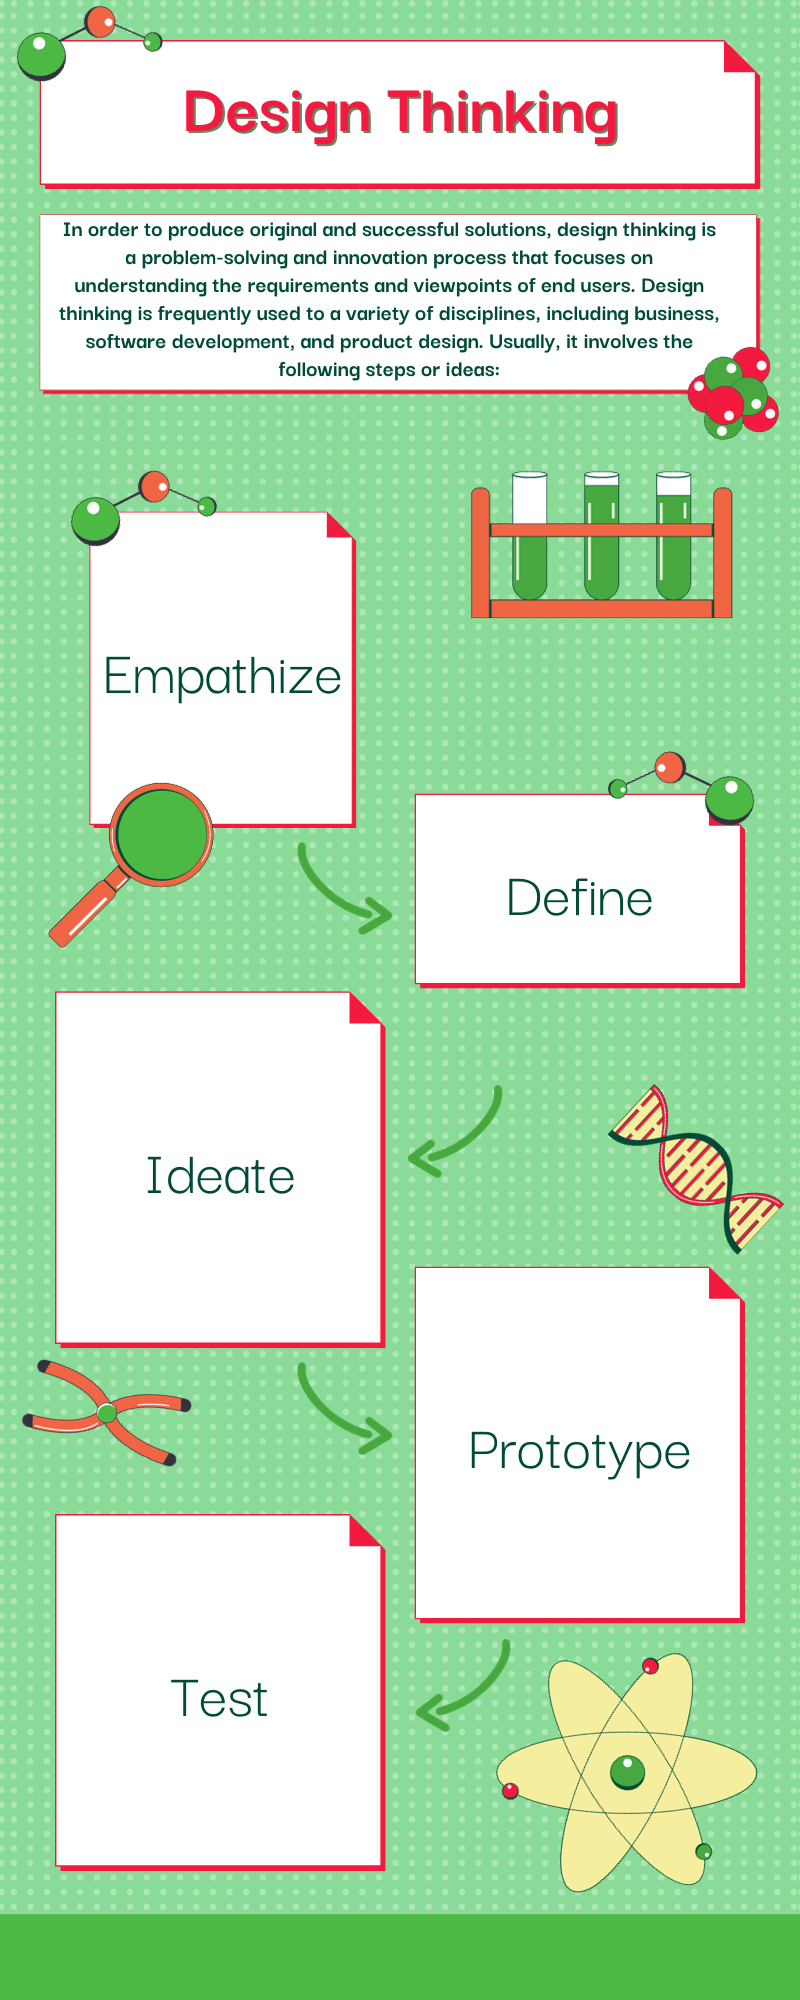 Design Thinking
In order to produce original and successful solutions, design thinking is
a problem-solving and innovation process that focuses on
understanding the requirements and viewpoints of end users. Design
thinking is frequently used to a variety of disciplines, including business,
software development, and product design. Usually, it involves the
following steps or ideas:
Empathize
Define
Ideate
Prototype
Test